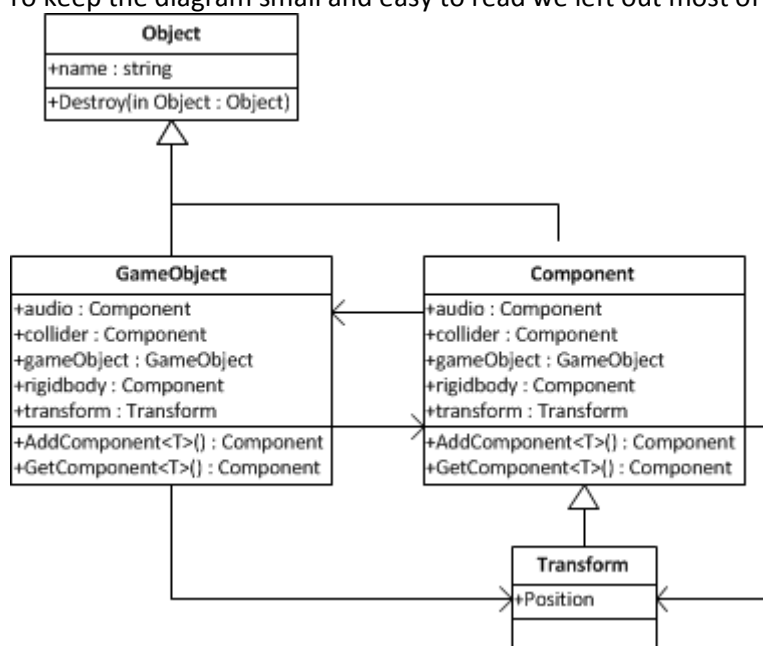 To keep the diagram small and easy to read we left out most of
Object
+name : string
+Destroy(in Object : Object)
GameObject
+audio : Component
+collider : Component
+gameObject : GameObject
+rigidbody : Component
+transform : Transform
+AddComponent<T>() : Component
+GetComponent<T>() : Component
Component
+audio : Component
+collider : Component
+gameObject : GameObject
+rigidbody : Component
+transform : Transform
+AddComponent<T>() : Component
+GetComponent<T>() : Component
Transform
+Position